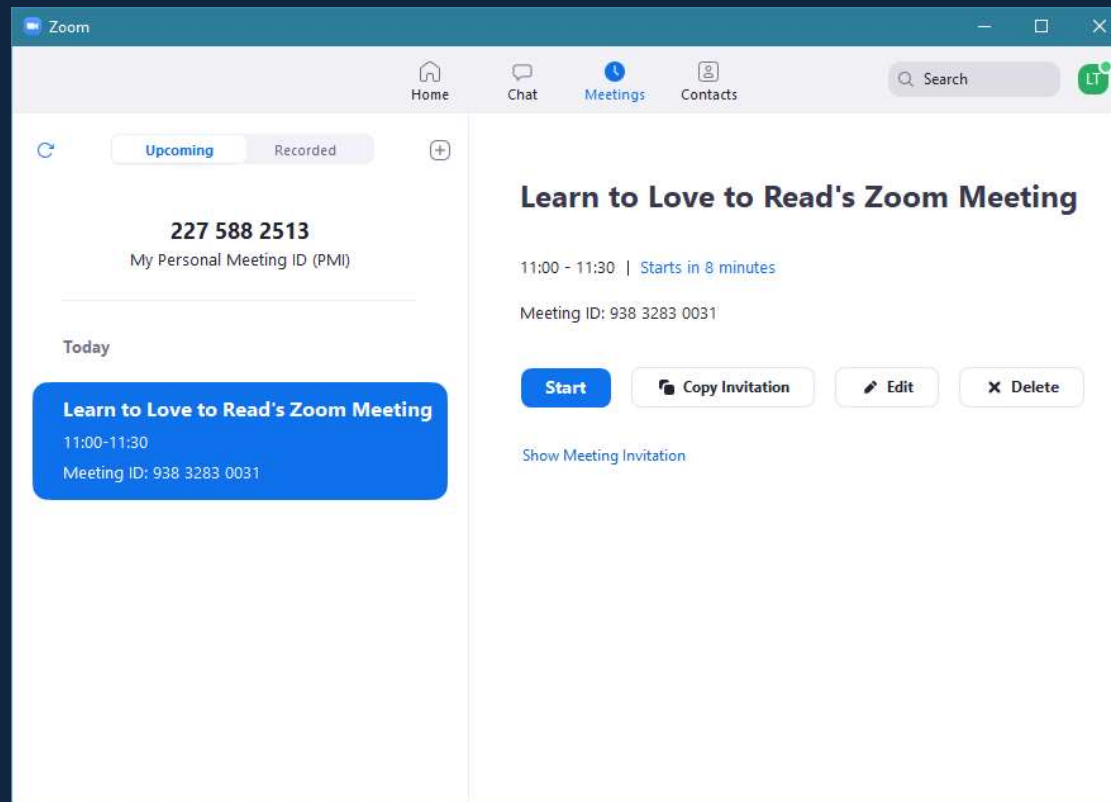 Zoom
Home
Chat
Meetings
Contacts
Search
LT
Upcoming
Recorded
227 588 2513
My Personal Meeting ID (PMI)
Today
Learn to Love to Read's Zoom Meeting
11:00-11:30
Meeting ID: 938 3283 0031
Learn to Love to Read's Zoom Meeting
11:00 - 11:30 | Starts in 8 minutes
Meeting ID: 938 3283 0031
Start
Copy Invitation
Edit
Delete
Show Meeting Invitation